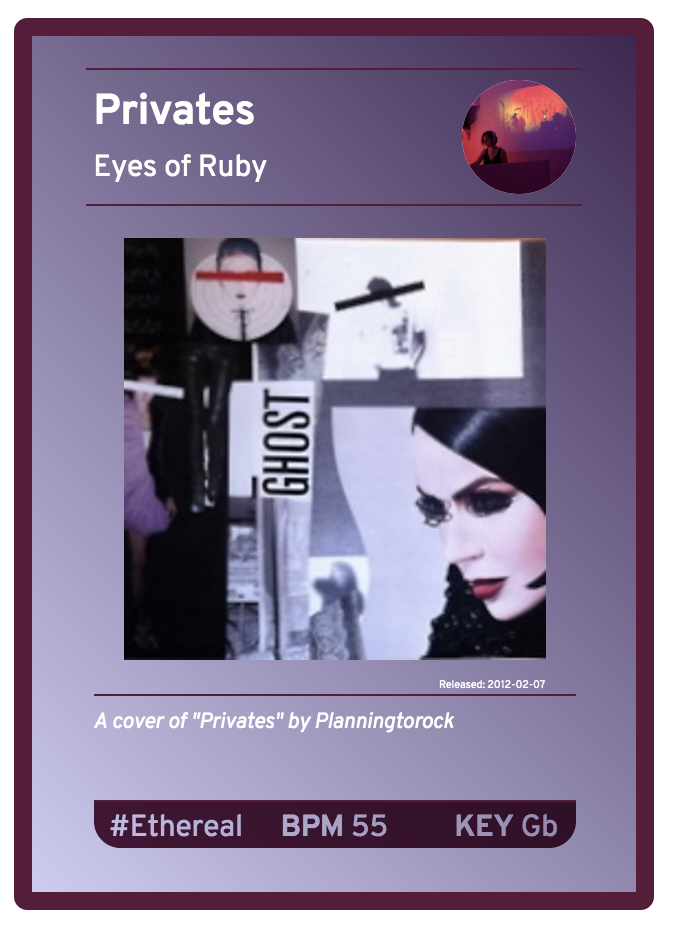 Privates
Eyes of Ruby
GHOST
Released: 2012-02-07
A cover of "Privates" by Planningtorock
#Ethereal BPM 55 KEY Gb